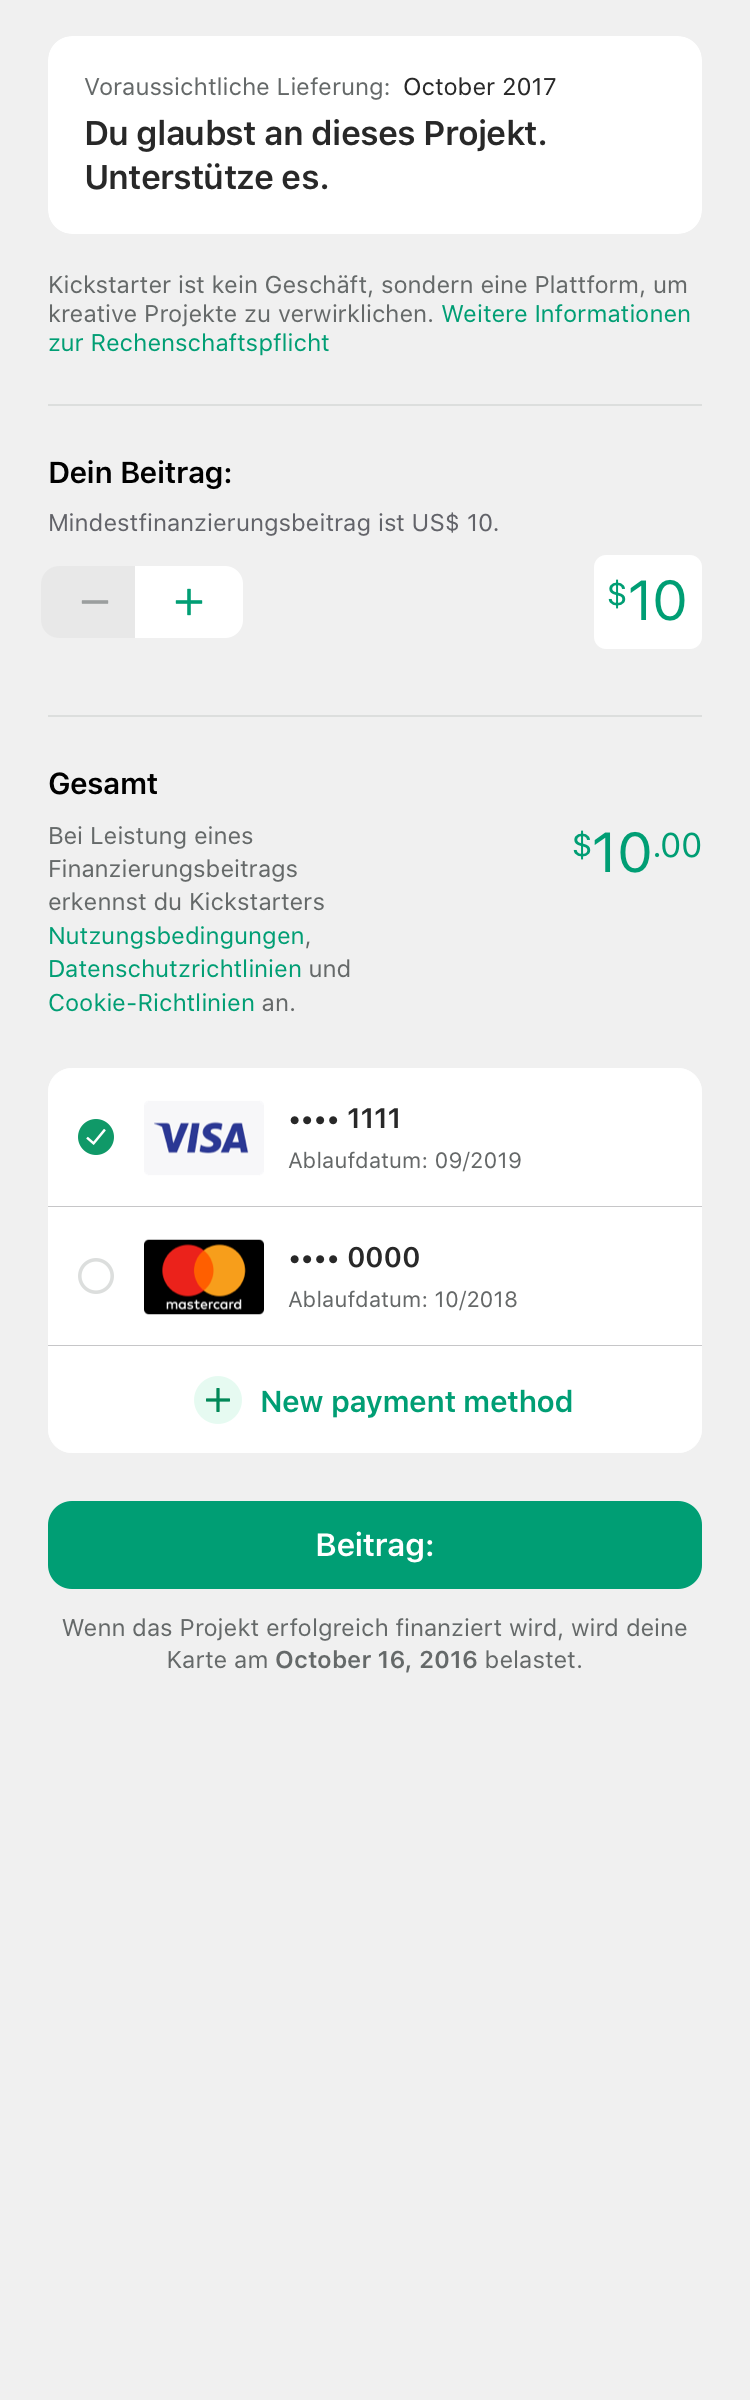 Voraussichtliche Lieferung: October 2017
Du glaubst an dieses Projekt.
Unterstütze es.
Kickstarter ist kein Geschäft, sondern eine Plattform, um
kreative Projekte zu verwirklichen. Weitere Informationen
zur Rechenschaftspflicht
Dein Beitrag:
Mindestfinanzierungsbeitrag ist US$ 10.
− +
$10
Gesamt
Bei Leistung eines
Finanzierungsbeitrags
erkennst du Kickstarters
Nutzungsbedingungen,
Datenschutzrichtlinien und
Cookie-Richtlinien an.
$10.00
VISA
•••• 1111
Ablaufdatum: 09/2019
mastercard
•••• 0000
Ablaufdatum: 10/2018
+ New payment method
Beitrag:
Wenn das Projekt erfolgreich finanziert wird, wird deine
Karte am October 16, 2016 belastet.